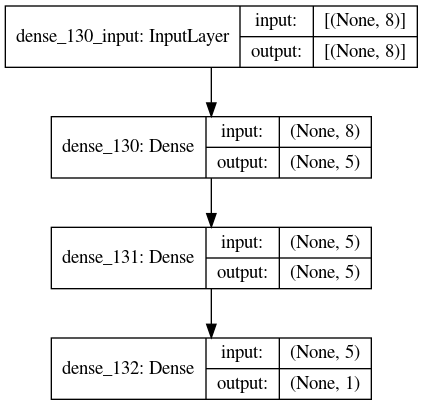 dense_130_input: InputLayer
input: [(None, 8)]
output: [(None, 8)]
dense_130: Dense
input: (None, 8)
output: (None, 5)
dense_131: Dense
input: (None, 5)
output: (None, 5)
dense_132: Dense
input: (None, 5)
output: (None, 1)